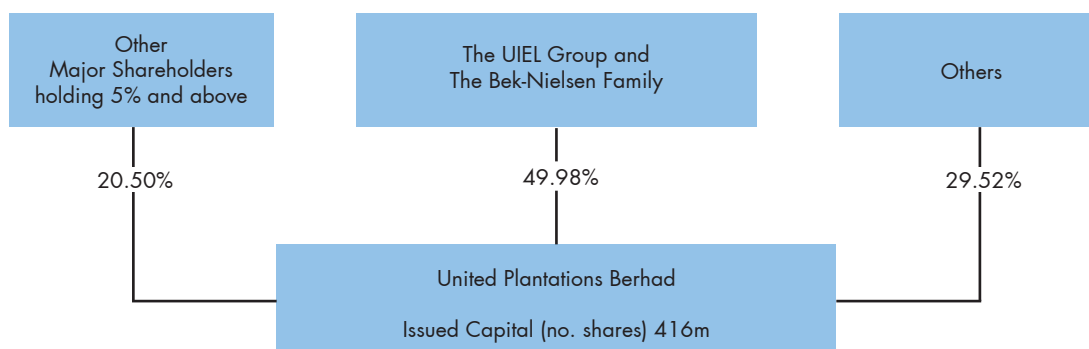 Other
Major Shareholders
holding 5% and above
The UIEL Group and
The Bek-Nielsen Family
Others
20.50%
49.98%
29.52%
United Plantations Berhad
Issued Capital (no. shares) 416m